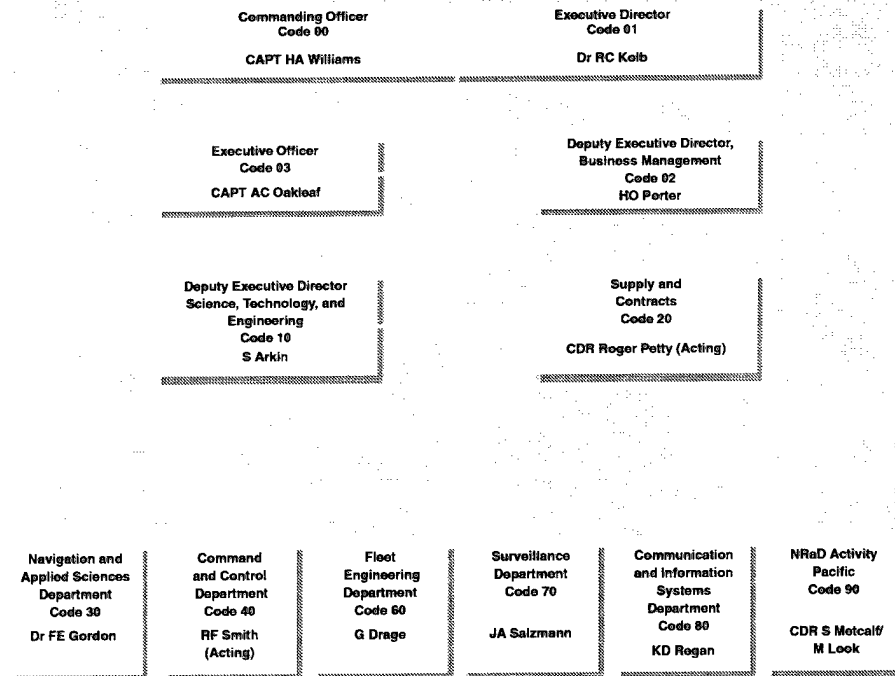 Commanding Officer
Code 00
CAPT HA Williams
Executive Director
Code 01
Dr RC Kolb
Executive Officer
Code 03
CAPT AC Oakleaf
Deputy Executive Director,
Business Management
Code 02
HO Porter
Deputy Executive Director
Science, Technology, and
Engineering
Code 10
S Arkin
Supply and
Contracts
Code 20
CDR Roger Petty (Acting)
Navigation and
Applied Sciences
Department
Code 30
Dr FE Gordon
Command
and Control
Department
Code 40
RF Smith
(Acting)
Fleet
Engineering
Department
Code 60
G Drage
Surveillance
Department
Code 70
JA Salzmann
Communication
and Information
Systems
Department
Code 80
KD Regan
NRaD Activity
Pacific
Code 90
CDR S Metcalf/
M Look